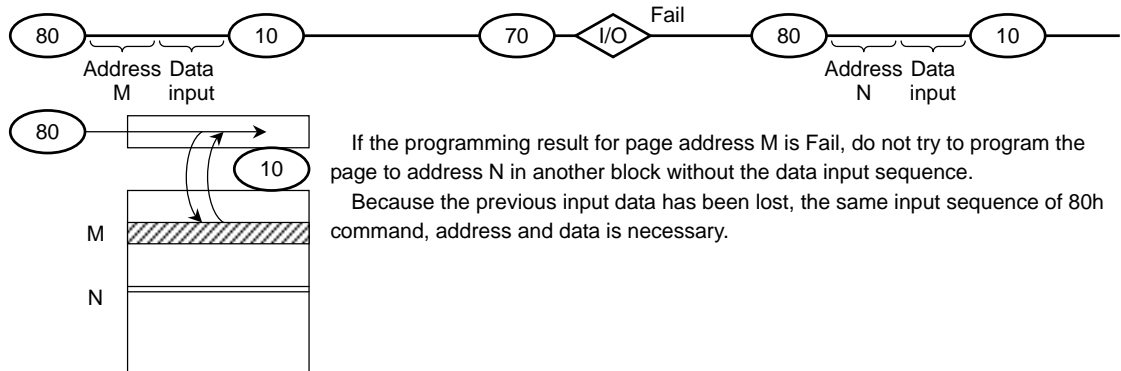 80 10 70 I/O Fail 80 10
Address Data Address Data
M input N input
80
10
If the programming result for page address M is Fail, do not try to program the
page to address N in another block without the data input sequence.
Because the previous input data has been lost, the same input sequence of 80h
command, address and data is necessary.
M
N